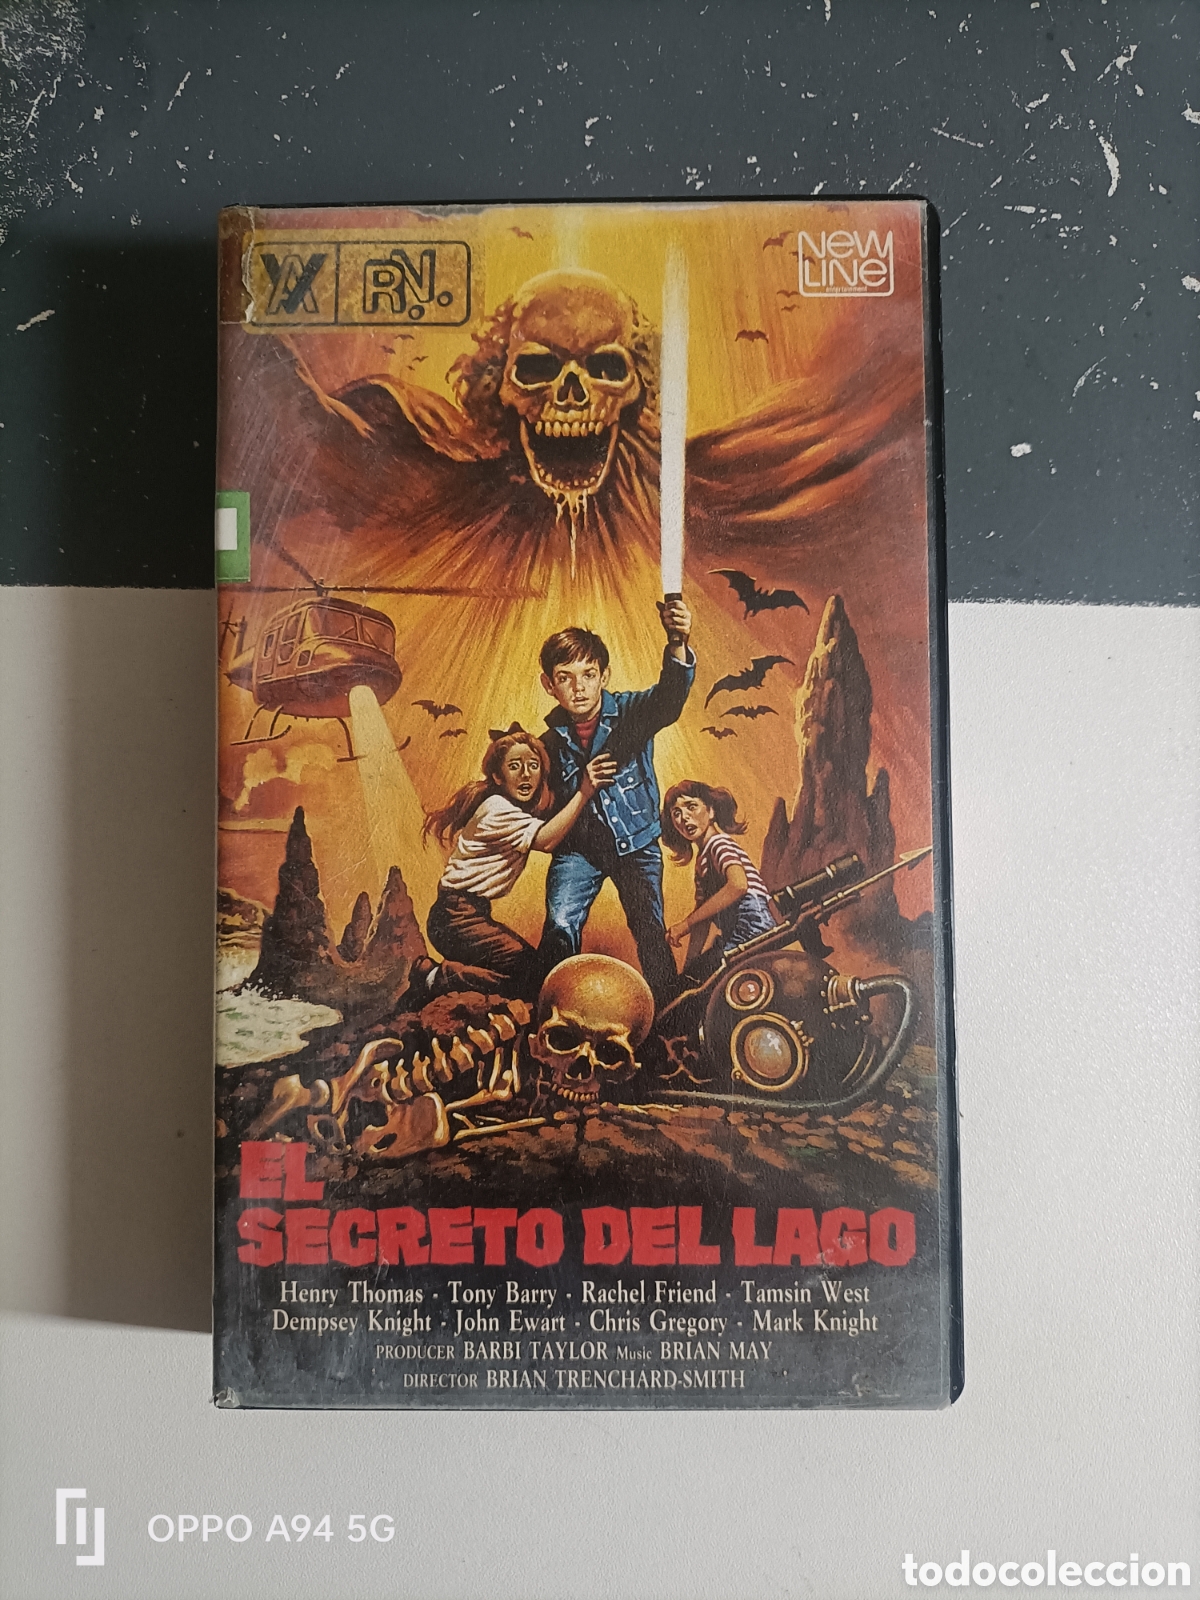 RN.
NEW
LINE
entertainment
EL
SECRETO DEL LAGO
Henry Thomas - Tony Barry - Rachel Friend - Tamsin West
Dempsey Knight - John Ewart - Chris Gregory - Mark Knight
PRODUCER BARBI TAYLOR Music BRIAN MAY
DIRECTOR BRIAN TRENCHARD-SMITH
OPPO A94 5G
todocoleccion